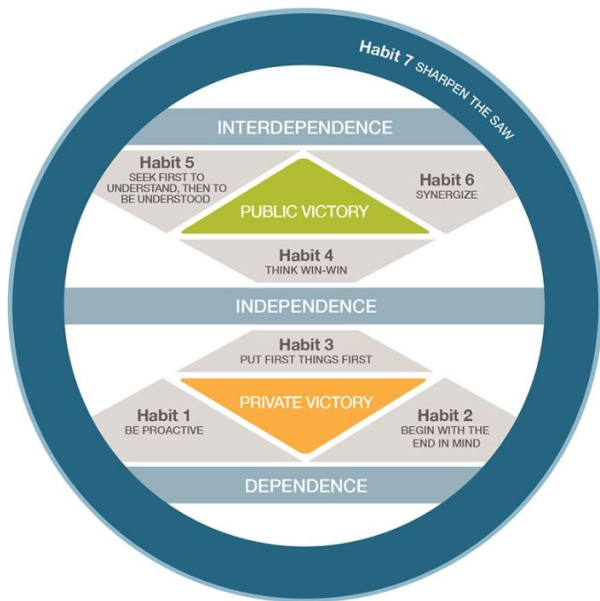 Habit 7 SHARPEN THE SAW
INTERDEPENDENCE
Habit 5
SEEK FIRST TO
UNDERSTAND, THEN TO
BE UNDERSTOOD
Habit 6
SYNERGIZE
PUBLIC VICTORY
Habit 4
THINK WIN-WIN
INDEPENDENCE
Habit 3
PUT FIRST THINGS FIRST
PRIVATE VICTORY
Habit 1
BE PROACTIVE
Habit 2
BEGIN WITH THE
END IN MIND
DEPENDENCE